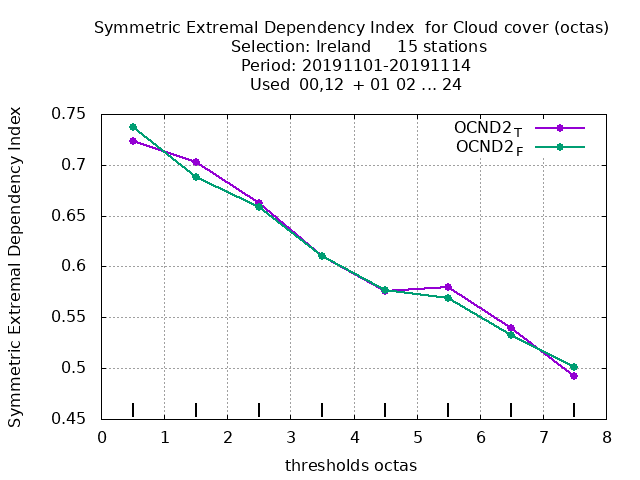 Symmetric Extremal Dependency Index  for Cloud cover (octas)
Selection: Ireland     15 stations
Period: 20191101-20191114
Used  00,12  + 01 02 ... 24
Symmetric Extremal Dependency Index
0.75
0.7
0.65
0.6
0.55
0.5
0.45
OCND2T
OCND2F
0 1 2 3 4 5 6 7 8
thresholds octas